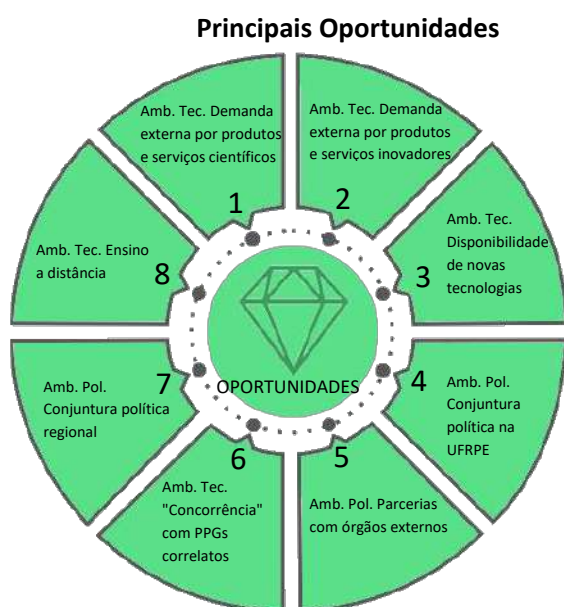 Principais Oportunidades
Amb. Tec. Demanda
externa por produtos
e serviços científicos
1
Amb. Tec. Demanda
externa por produtos
e serviços inovadores
2
Amb. Tec.
Disponibilidade
de novas
tecnologias
3
Amb. Pol.
Conjuntura
política na
UFRPE
4
Amb. Pol. Parcerias
com órgãos externos
5
Amb. Tec.
"Concorrência"
com PPGs
correlatos
6
Amb. Pol.
Conjuntura política
regional
7
Amb. Tec. Ensino
a distância
8
OPORTUNIDADES